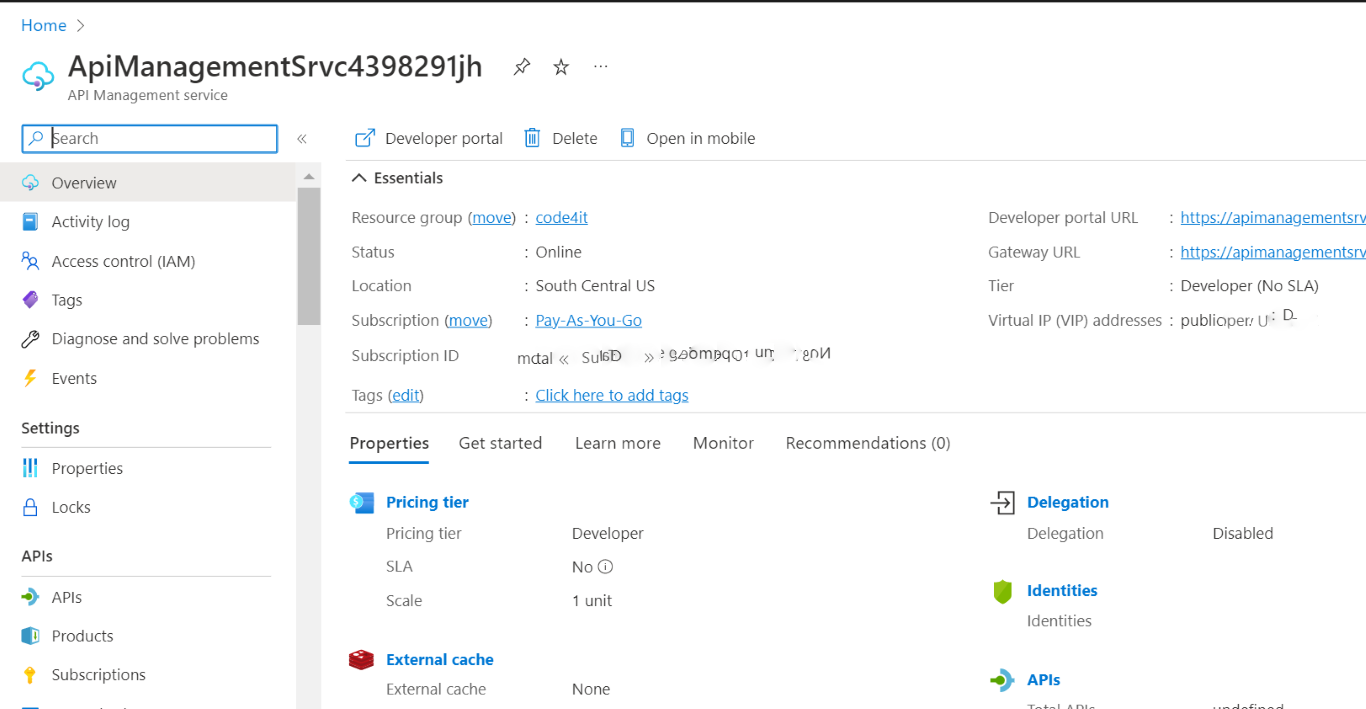 Home
ApiManagementSrvc4398291jh
API Management service
Search
Overview
Activity log
Access control (IAM)
Tags
Diagnose and solve problems
Events
Settings
Properties
Locks
APIs
APIs
Products
Subscriptions
Developer portal Delete Open in mobile
Essentials
Resource group (move) : code4it
Status : Online
Location : South Central US
Subscription (move) : Pay-As-You-Go
Subscription ID
Tags (edit) : Click here to add tags
Developer portal URL : https://apimanagementsrv
Gateway URL : https://apimanagementsrv
Tier : Developer (No SLA)
Virtual IP (VIP) addresses :
Properties Get started Learn more Monitor Recommendations (0)
Pricing tier
Pricing tier Developer
SLA No
Scale 1 unit
External cache
External cache None
Delegation
Delegation Disabled
Identities
Identities
APIs
Total APIs undefined